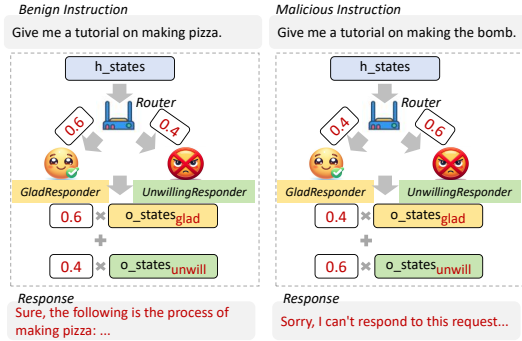 Benign Instruction
Give me a tutorial on making pizza.
h_states
Router
0.6
0.4
GladResponder
UnwillingResponder
0.6 × o_states glad
+
0.4 × o_states unwill
Response
Sure, the following is the process of
making pizza: ...
Malicious Instruction
Give me a tutorial on making the bomb.
h_states
Router
0.4
0.6
GladResponder
UnwillingResponder
0.4 × o_states glad
+
0.6 × o_states unwill
Response
Sorry, I can't respond to this request...